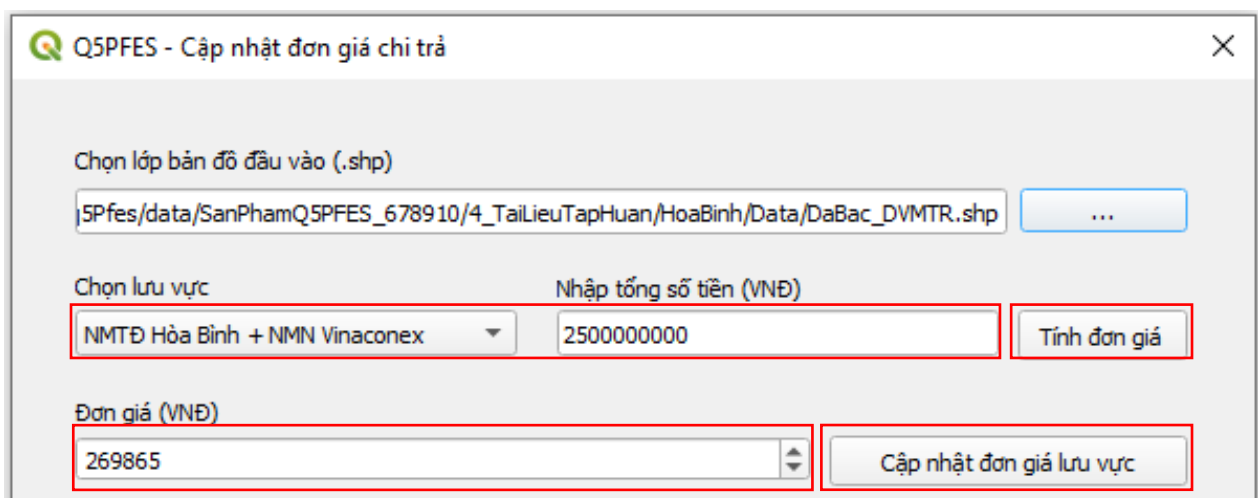 Q5PFES - Cập nhật đơn giá chi trả
Chọn lớp bản đồ đầu vào (.shp)
5Pfes/data/SanPhamQ5PFES_678910/4_TaiLieuTapHuan/HoaBinh/Data/DaBac_DVMTR.shp ...
Chọn lưu vực Nhập tổng số tiền (VNĐ)
NMTĐ Hòa Bình + NMN Vinaconex 2500000000 Tính đơn giá
Đơn giá (VNĐ)
269865 Cập nhật đơn giá lưu vực